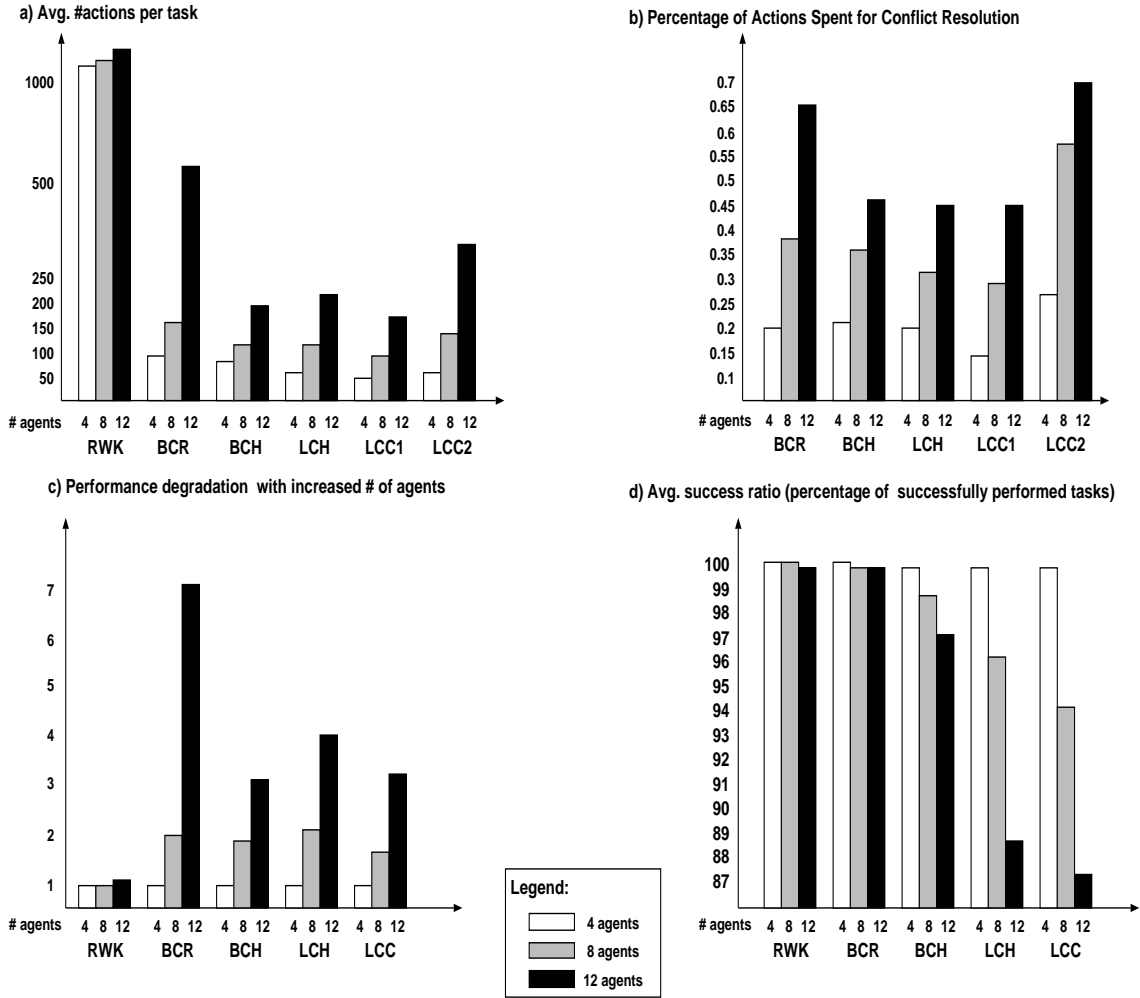 a) Avg. #actions per task
1000
500
250
200
150
100
50
# agents 4 8 12 4 8 12 4 8 12 4 8 12 4 8 12 4 8 12
RWK BCR BCH LCH LCC1 LCC2
b) Percentage of Actions Spent for Conflict Resolution
0.7
0.65
0.6
0.55
0.5
0.45
0.4
0.35
0.3
0.25
0.2
0.15
0.1
# agents 4 8 12 4 8 12 4 8 12 4 8 12 4 8 12
BCR BCH LCH LCC1 LCC2
c) Performance degradation with increased # of agents
7
6
5
4
3
2
1
# agents 4 8 12 4 8 12 4 8 12 4 8 12 4 8 12
RWK BCR BCH LCH LCC
Legend:
4 agents
8 agents
12 agents
d) Avg. success ratio (percentage of successfully performed tasks)
100
99
98
97
96
95
94
93
92
91
90
89
88
87
# agents 4 8 12 4 8 12 4 8 12 4 8 12 4 8 12
RWK BCR BCH LCH LCC